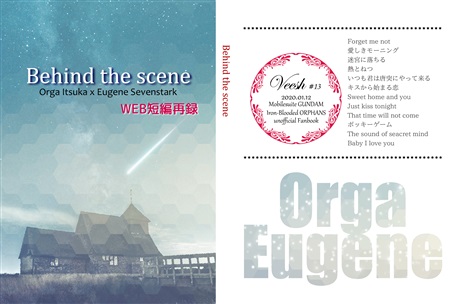 Behind the scene
Orga Itsuka x Eugene Sevenstark
WEB短編再録
Behind the scene
Veesh #13
2020.01.12
Mobilesuite GUNDAM
Iron-Blooded ORPHANS
unofficial Fanbook
Forget me not
愛しきモーニング
迷宮に落ちる
熱とねつ
いつも君は唐突にやって来る
キスから始まる恋
Sweet home and you
Just kiss tonight
That time will not come
ポッキーゲーム
The sound of seacret mind
Baby I love you
Orga
Eugene